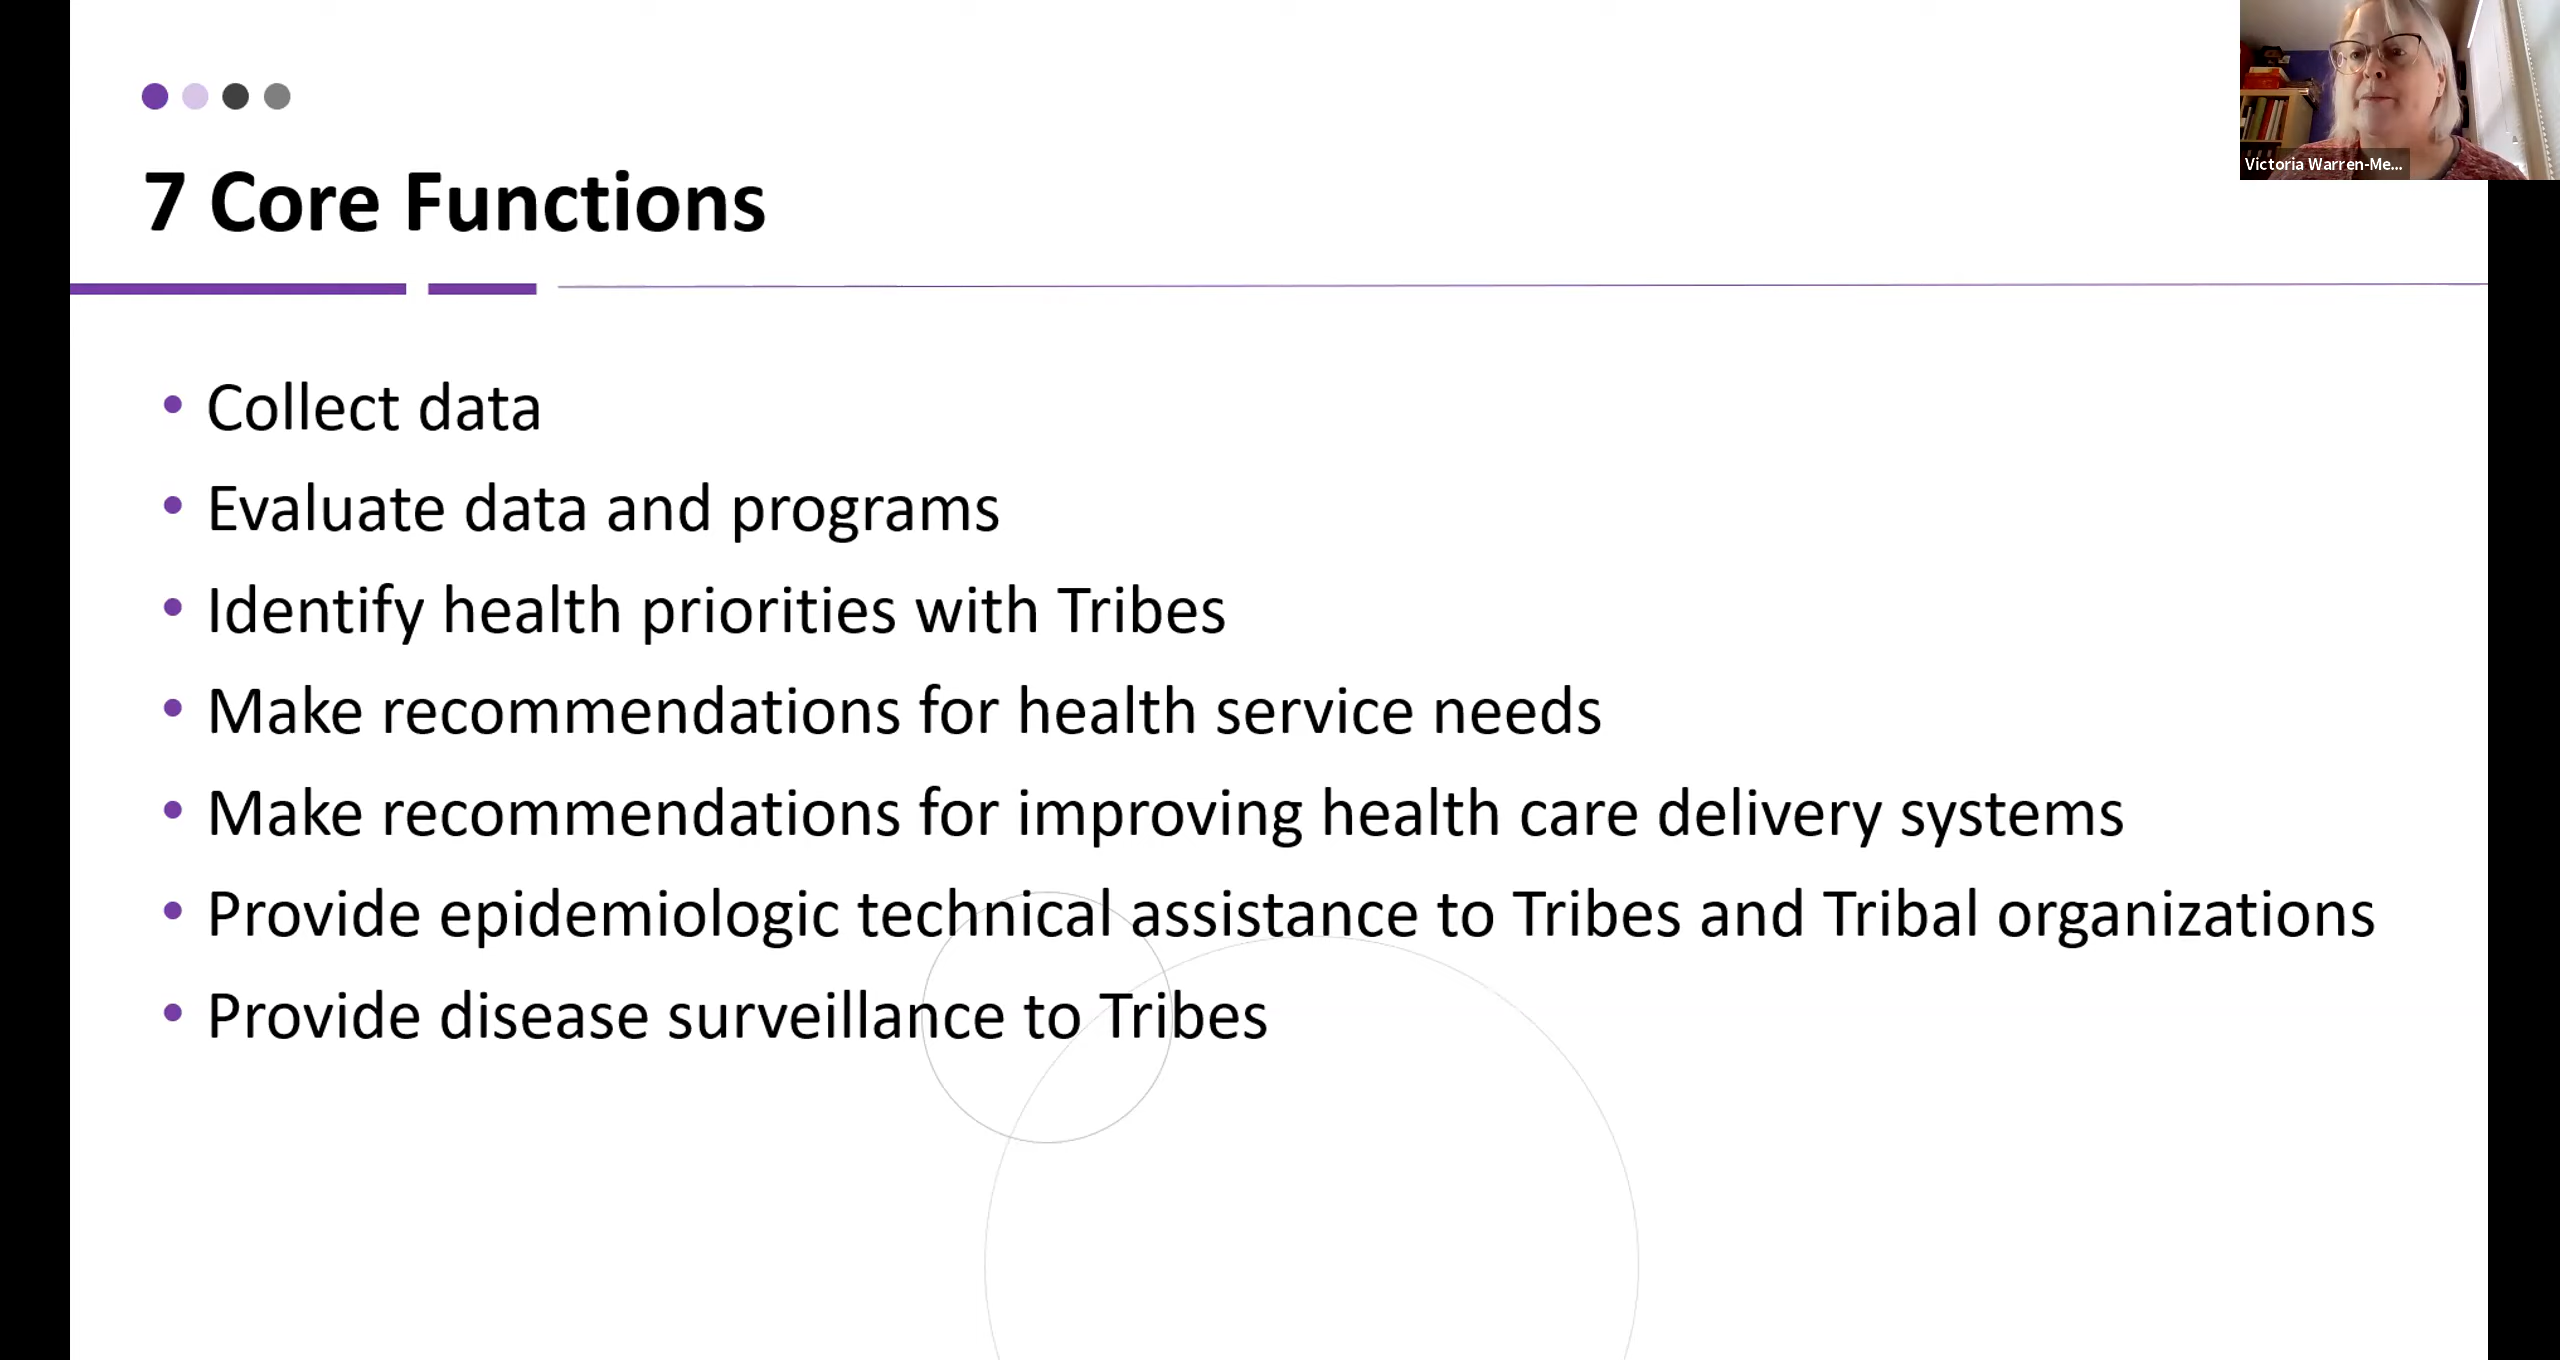 7 Core Functions
Victoria Warren-Me...
• Collect data
• Evaluate data and programs
• Identify health priorities with Tribes
• Make recommendations for health service needs
• Make recommendations for improving health care delivery systems
• Provide epidemiologic technical assistance to Tribes and Tribal organizations
• Provide disease surveillance to Tribes